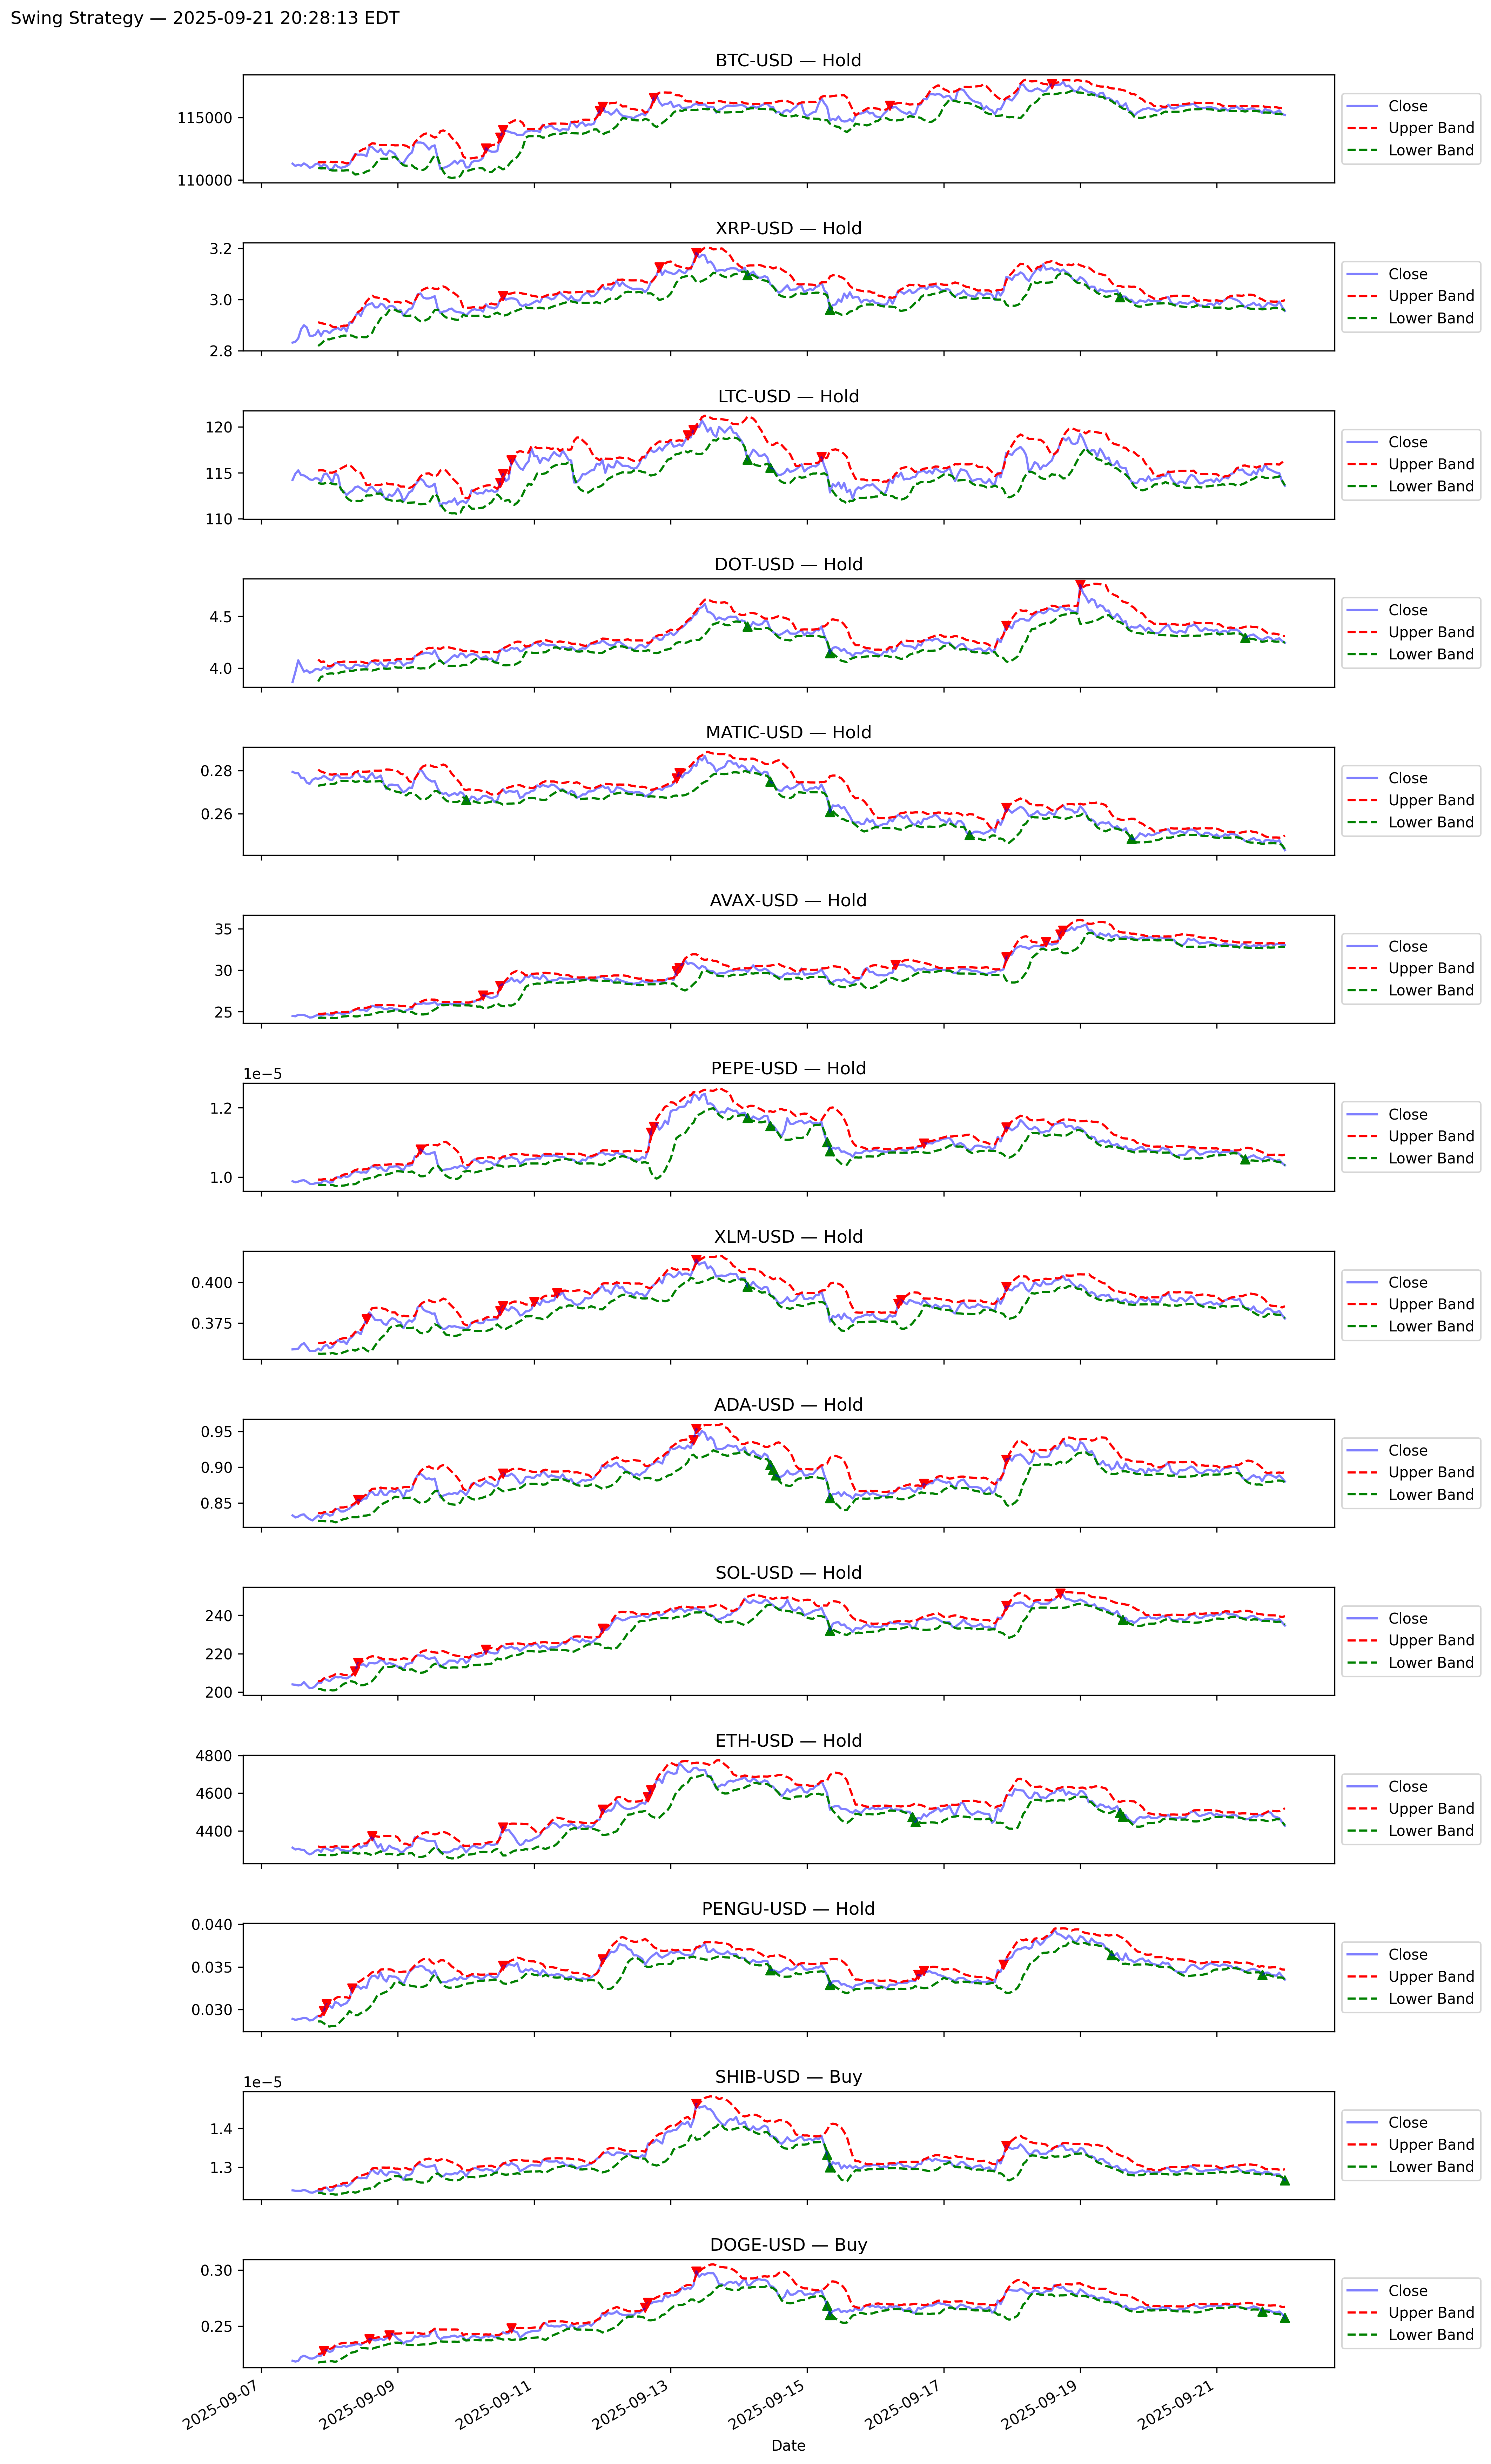 Swing Strategy — 2025-09-21 20:28:13 EDT
BTC-USD — Hold
115000
110000
Close
Upper Band
Lower Band
XRP-USD — Hold
3.2
3.0
2.8
Close
Upper Band
Lower Band
LTC-USD — Hold
120
115
110
Close
Upper Band
Lower Band
DOT-USD — Hold
4.5
4.0
Close
Upper Band
Lower Band
MATIC-USD — Hold
0.28
0.26
Close
Upper Band
Lower Band
AVAX-USD — Hold
35
30
25
Close
Upper Band
Lower Band
PEPE-USD — Hold
1e−5
1.2
1.0
Close
Upper Band
Lower Band
XLM-USD — Hold
0.400
0.375
Close
Upper Band
Lower Band
ADA-USD — Hold
0.95
0.90
0.85
Close
Upper Band
Lower Band
SOL-USD — Hold
240
220
200
Close
Upper Band
Lower Band
ETH-USD — Hold
4800
4600
4400
Close
Upper Band
Lower Band
PENGU-USD — Hold
0.040
0.035
0.030
Close
Upper Band
Lower Band
SHIB-USD — Buy
1e−5
1.4
1.3
Close
Upper Band
Lower Band
DOGE-USD — Buy
0.30
0.25
Close
Upper Band
Lower Band
2025-09-07
2025-09-09
2025-09-11
2025-09-13
2025-09-15
2025-09-17
2025-09-19
2025-09-21
Date